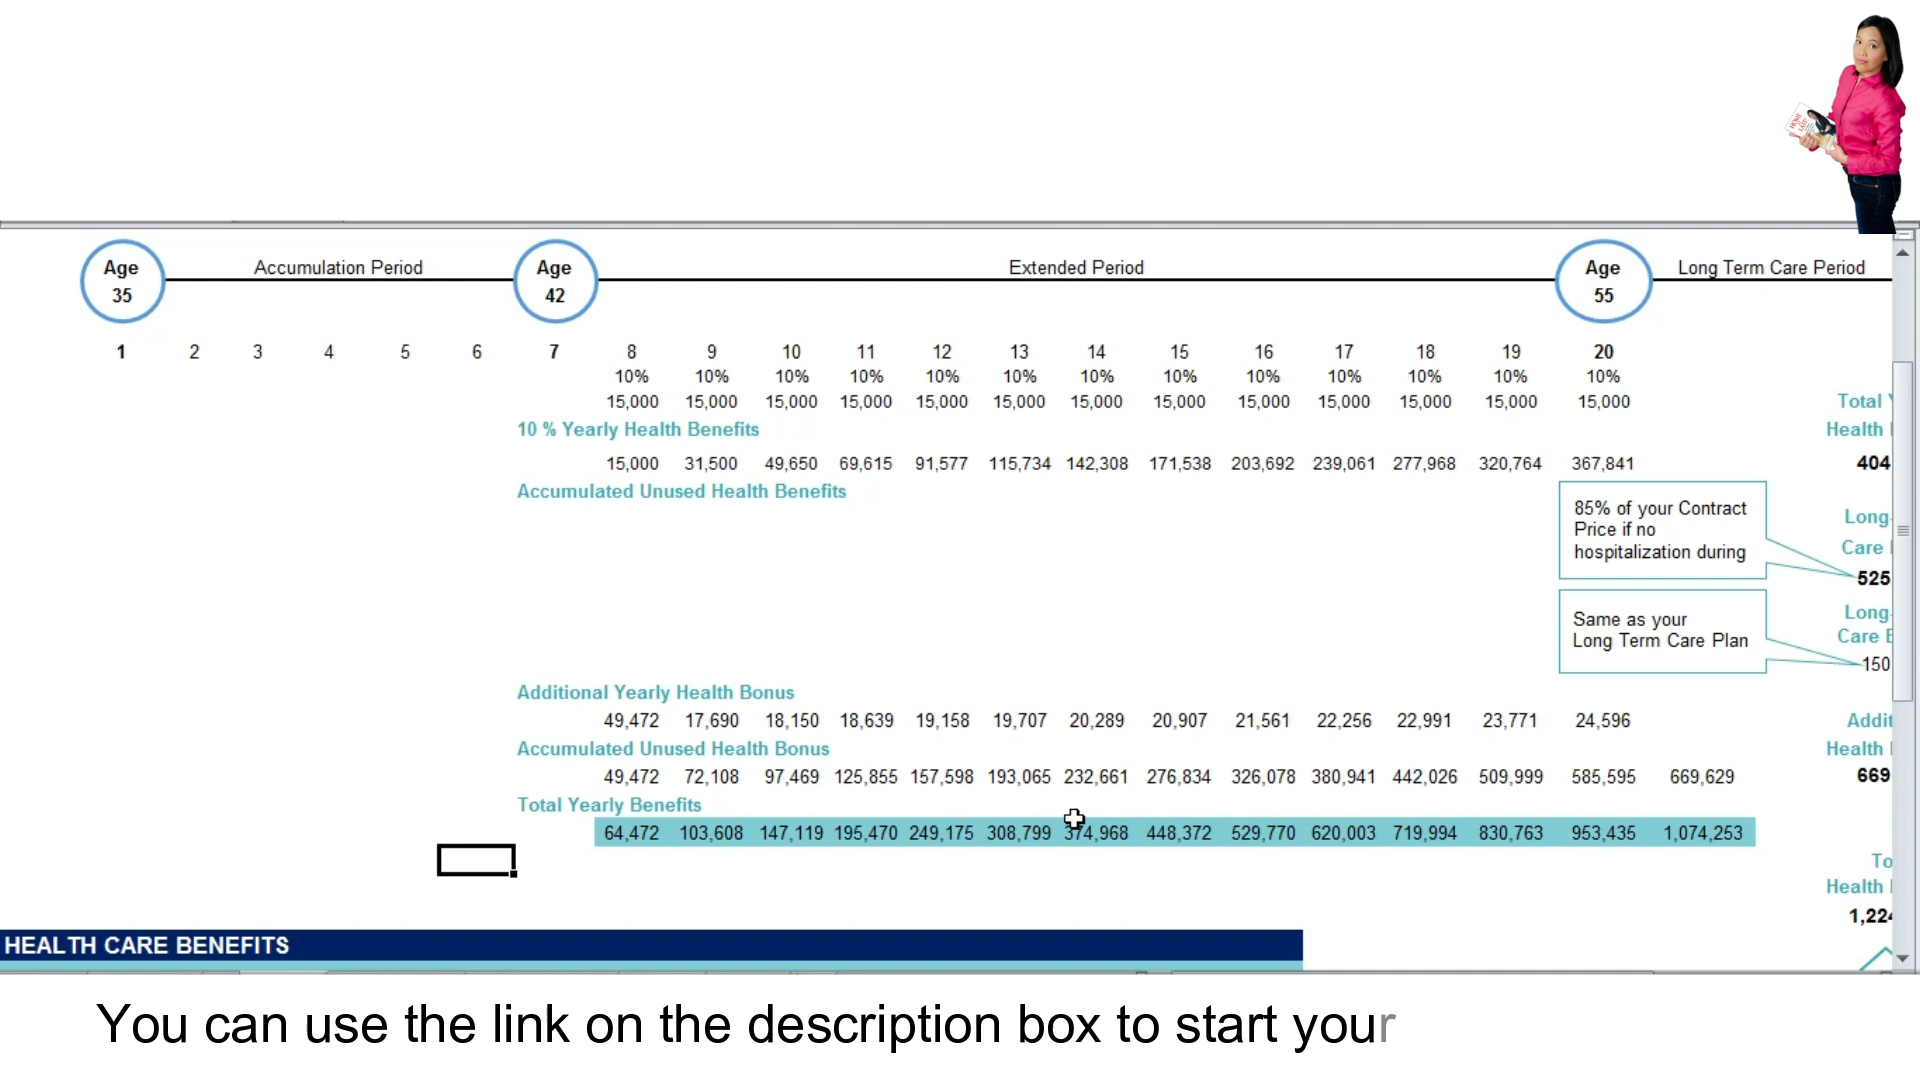 Age
35
Accumulation Period
Age
42
Extended Period
Age
55
Long Term Care Period
1 2 3 4 5 6 7 8 9 10 11 12 13 14 15 16 17 18 19 20
10% 10% 10% 10% 10% 10% 10% 10% 10% 10% 10% 10% 10%
15,000 15,000 15,000 15,000 15,000 15,000 15,000 15,000 15,000 15,000 15,000 15,000 15,000 Total
10 % Yearly Health Benefits Health
15,000 31,500 49,650 69,615 91,577 115,734 142,308 171,538 203,692 239,061 277,968 320,764 367,841 404
Accumulated Unused Health Benefits
85% of your Contract
Price if no
hospitalization during
Long-
Care
525
Same as your
Long Term Care Plan
Long-
Care
150
Additional Yearly Health Bonus
49,472 17,690 18,150 18,639 19,158 19,707 20,289 20,907 21,561 22,256 22,991 23,771 24,596 Addit
Accumulated Unused Health Bonus Health
49,472 72,108 97,469 125,855 157,598 193,065 232,661 276,834 326,078 380,941 442,026 509,999 585,595 669,629 669
Total Yearly Benefits
64,472 103,608 147,119 195,470 249,175 308,799 374,968 448,372 529,770 620,003 719,994 830,763 953,435 1,074,253
To
Health
1,224
HEALTH CARE BENEFITS
You can use the link on the description box to start your